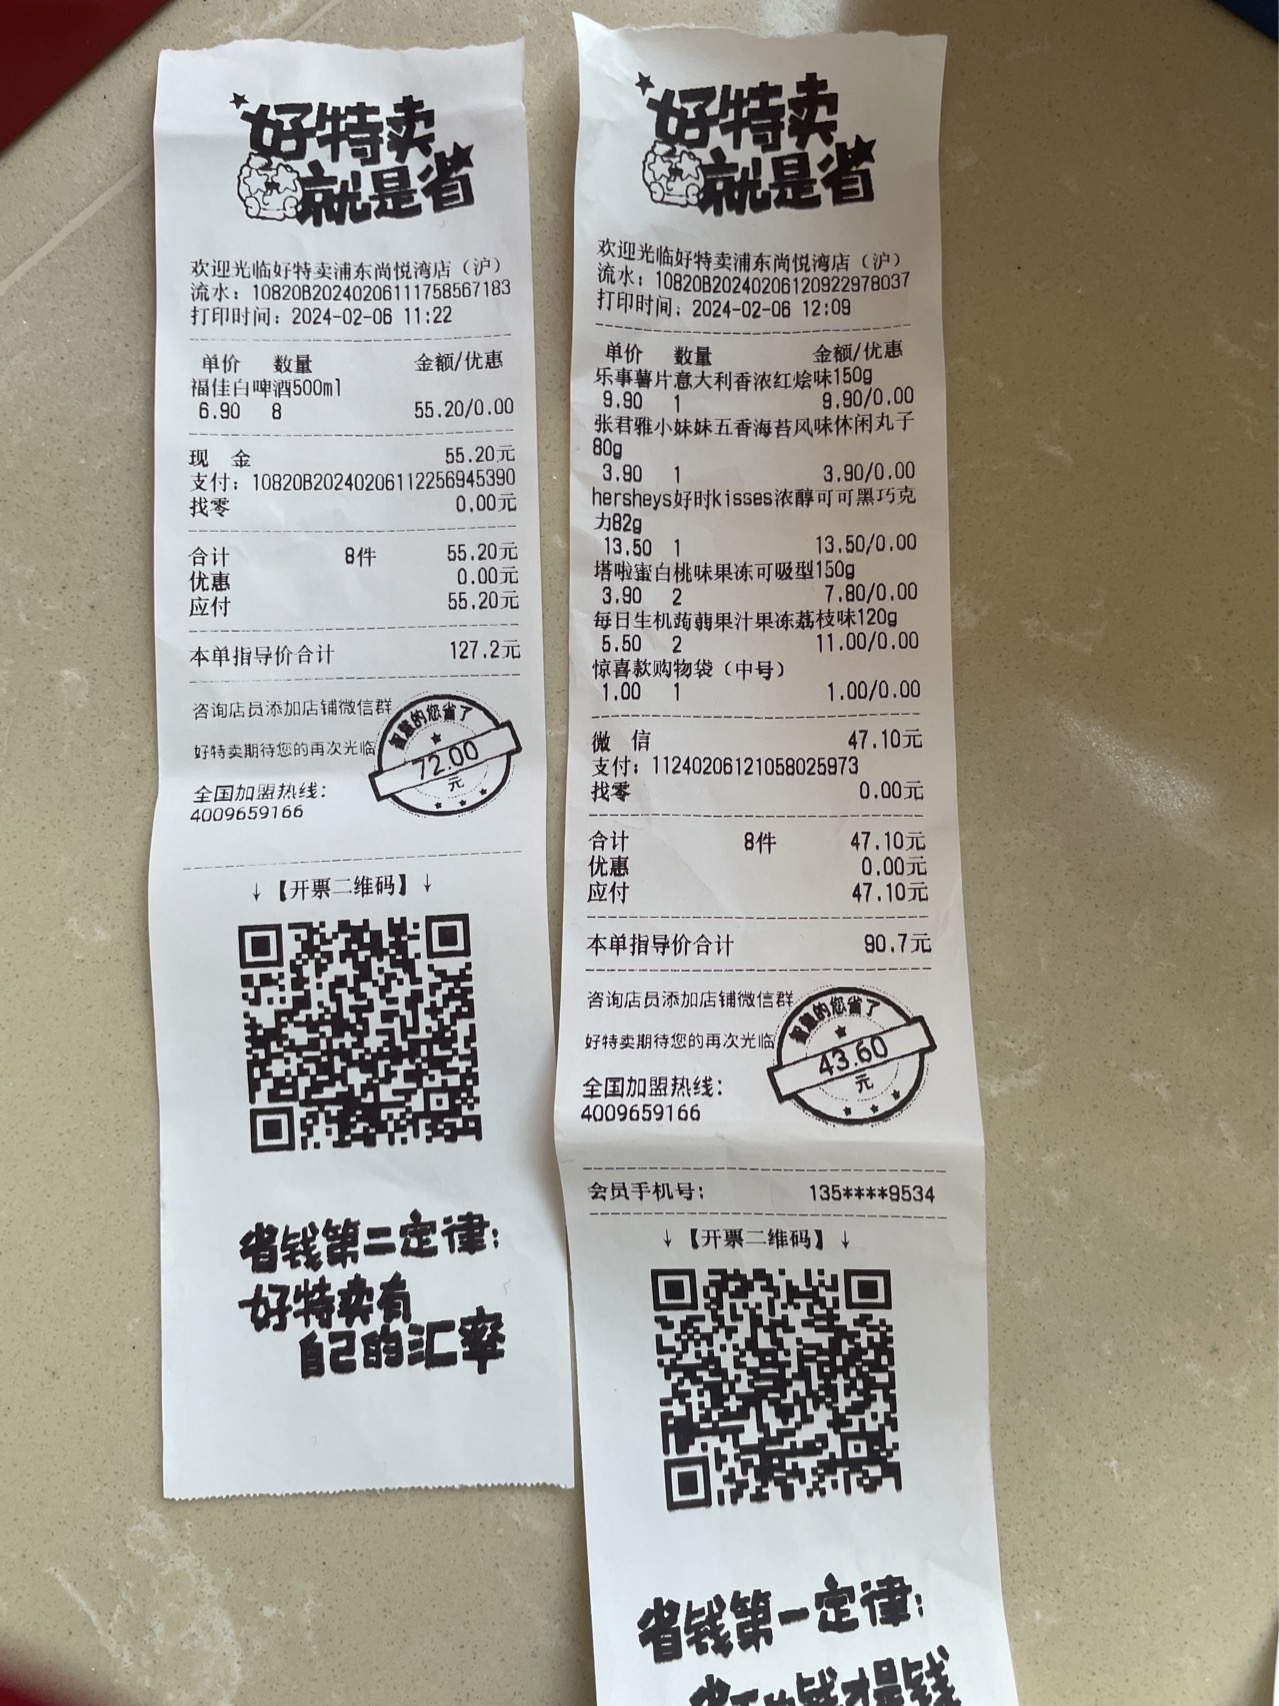 好特卖
就是省
欢迎光临好特卖浦东尚悦湾店（沪）
流水：10820B202402061117585671​83
打印时间：2024-02-06 11:22
单价 数量 金额/优惠
福佳白啤酒500ml
6.90 8 55.20/0.00
现 金 55.20元
支付：10820B20240206112256945390
找零 0.00元
合计 8件 55.20元
优惠 0.00元
应付 55.20元
本单指导价合计 127.2元
咨询店员添加店铺微信群
好特卖期待您的再次光临
智慧的您省了
72.00
元
全国加盟热线：
4009659166
↓【开票二维码】↓
省钱第二定律：
好特卖有
自己的汇率
好特卖
就是省
欢迎光临好特卖浦东尚悦湾店（沪）
流水：10820B20240206120922978037
打印时间：2024-02-06 12:09
单价 数量 金额/优惠
乐事薯片意大利香浓红烩味150g
9.90 1 9.90/0.00
张君雅小妹妹五香海苔风味休闲丸子
80g
3.90 1 3.90/0.00
hersheys好时kisses浓醇可可黑巧克
力82g
13.50 1 13.50/0.00
塔啦蜜白桃味果冻可吸型150g
3.90 2 7.80/0.00
每日生机蒟蒻果汁果冻荔枝味120g
5.50 2 11.00/0.00
惊喜款购物袋（中号）
1.00 1 1.00/0.00
微 信 47.10元
支付：11240206121058025973
找零 0.00元
合计 8件 47.10元
优惠 0.00元
应付 47.10元
本单指导价合计 90.7元
咨询店员添加店铺微信群
好特卖期待您的再次光临
智慧的您省了
43.60
元
全国加盟热线：
4009659166
会员手机号： 135****9534
↓【开票二维码】↓
省钱第一定律：
省下的钱才是钱